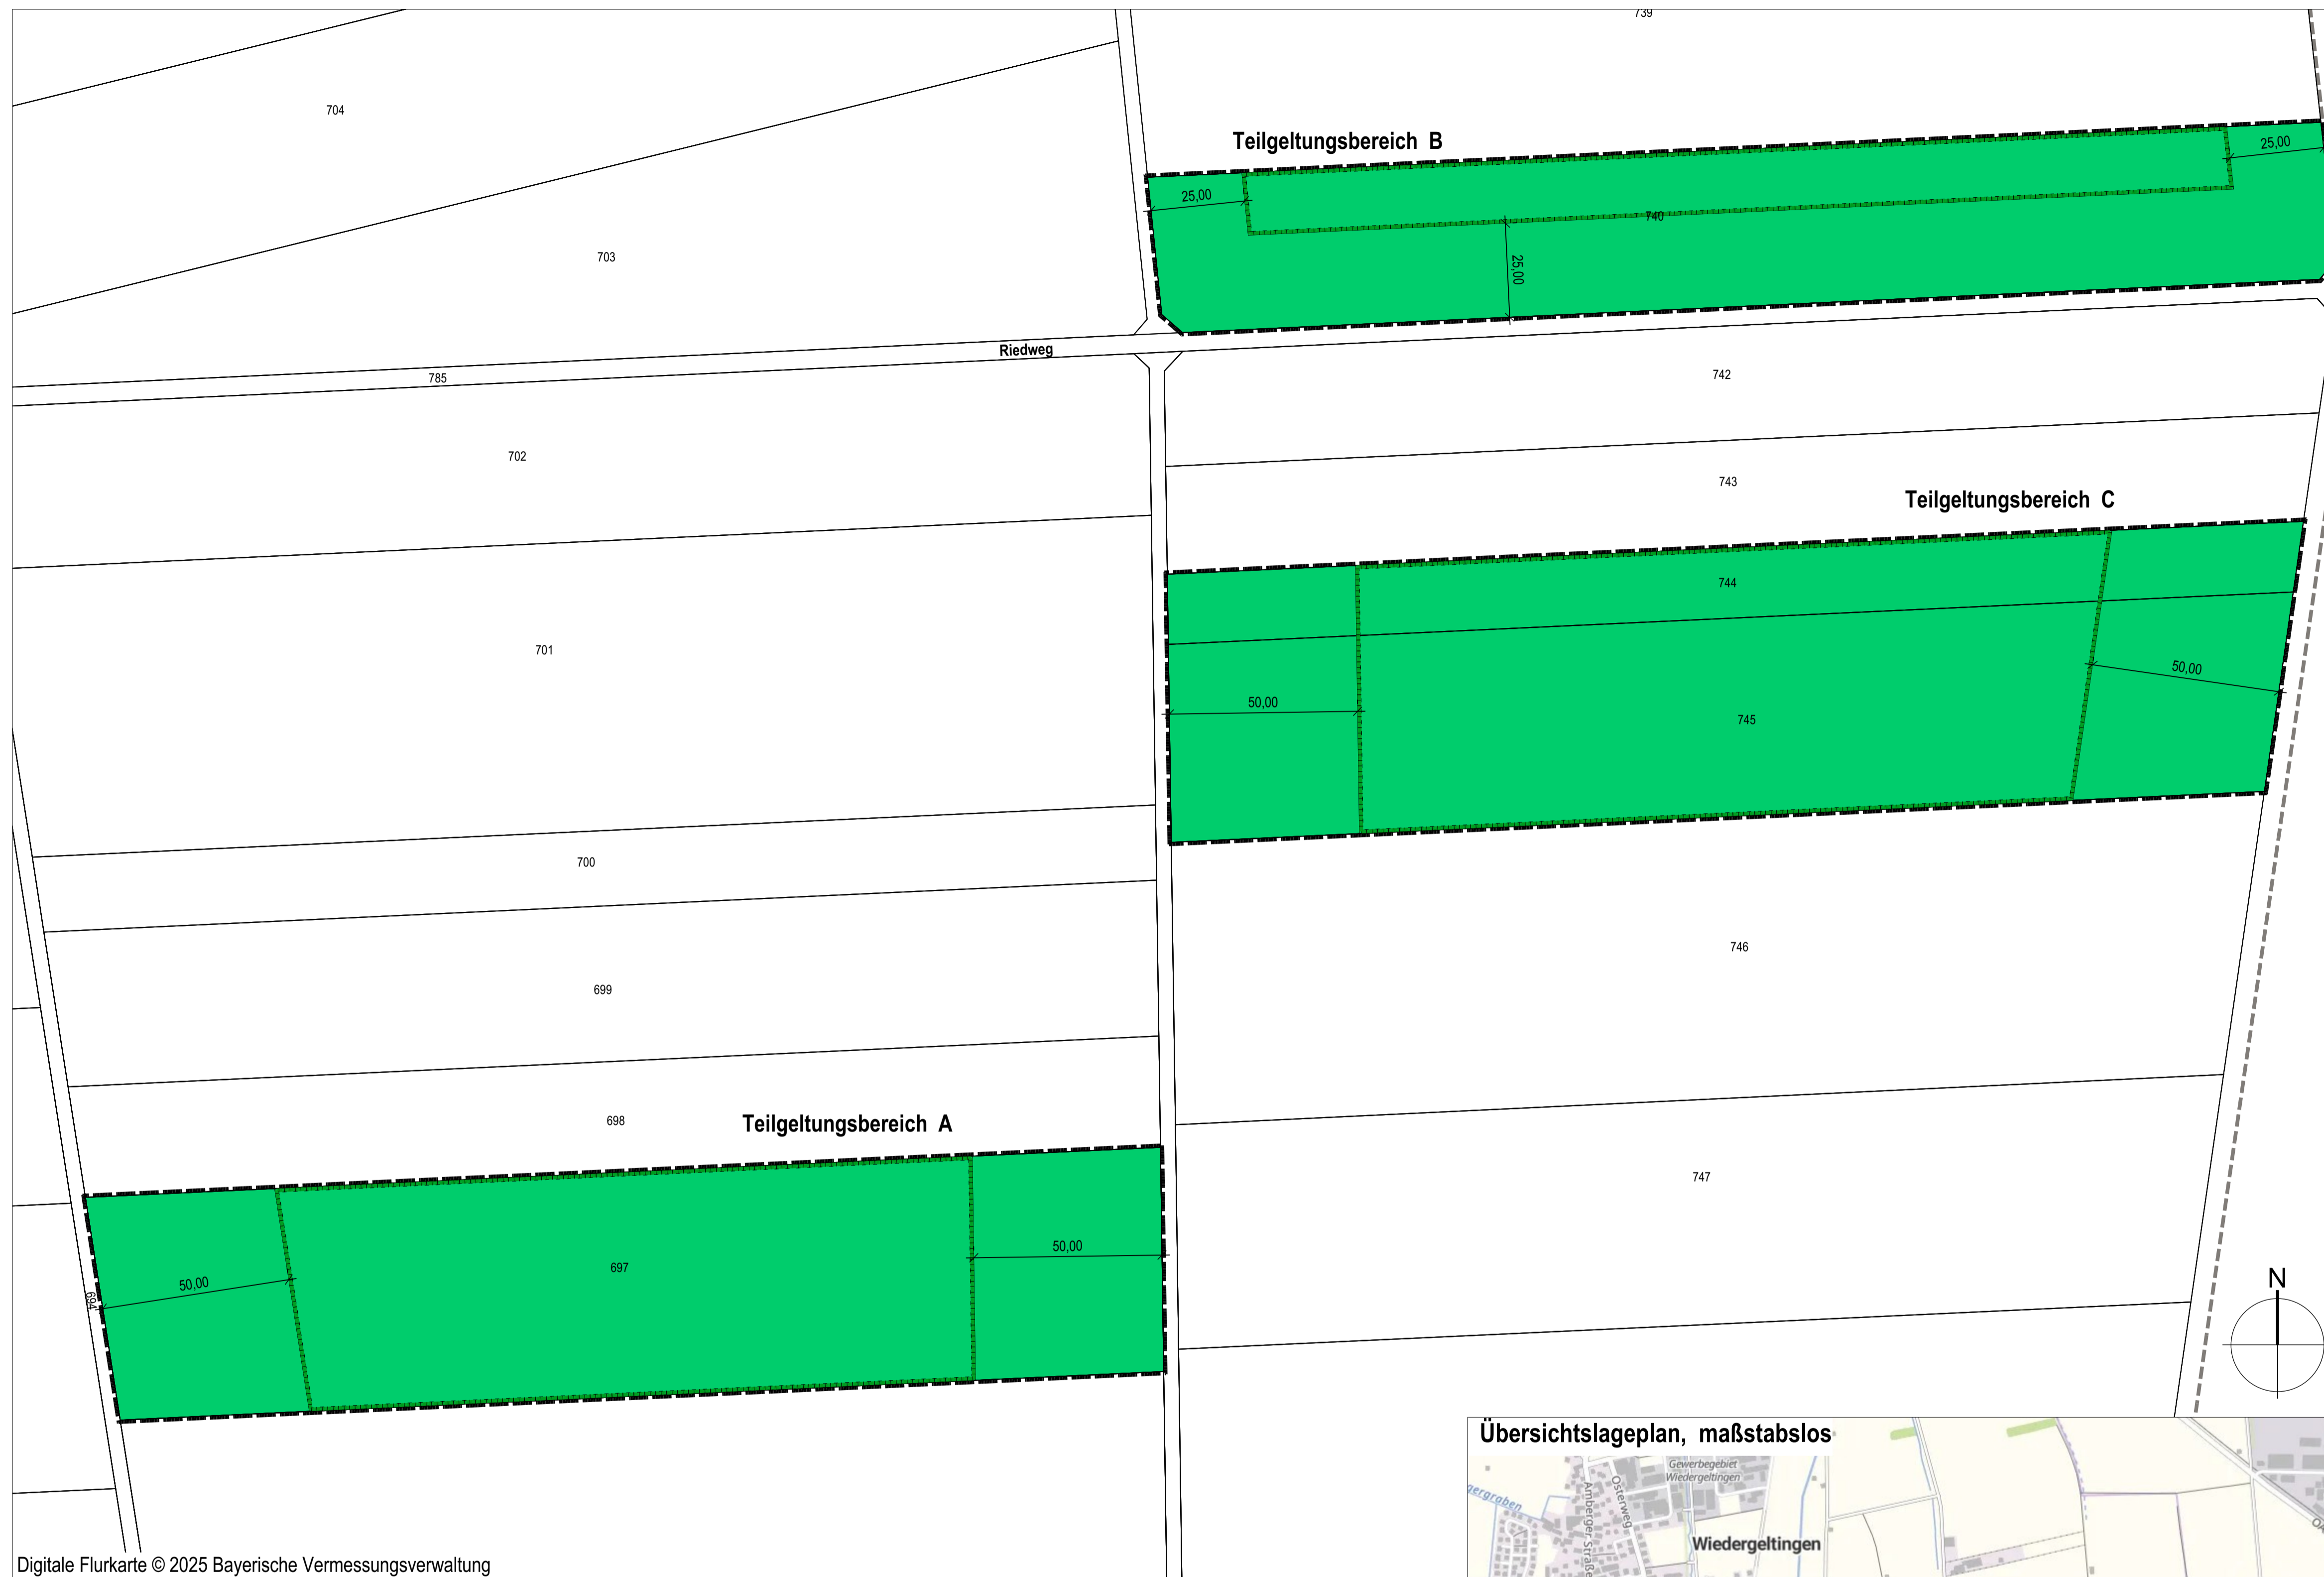 739
704
Teilgeltungsbereich B
25,00
25,00
740
703
25,00
Riedweg
785
742
702
743
Teilgeltungsbereich C
744
701
50,00
50,00
745
700
746
699
698
Teilgeltungsbereich A
747
50,00
697
50,00
694
N
Übersichtslageplan, maßstabslos
Gewerbegebiet
Wiedergeltingen
gergraben
Osterweg
Amberger Straße
Wiedergeltingen
Digitale Flurkarte © 2025 Bayerische Vermessungsverwaltung